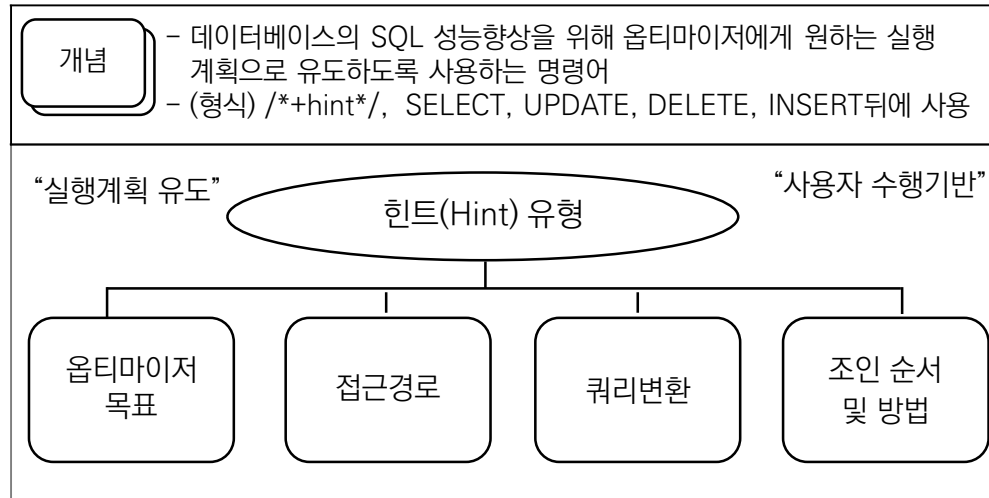 개념
- 데이터베이스의 SQL 성능향상을 위해 옵티마이저에게 원하는 실행
계획으로 유도하도록 사용하는 명령어
- (형식) /*+hint*/, SELECT, UPDATE, DELETE, INSERT뒤에 사용
“실행계획 유도”
“사용자 수행기반”
힌트(Hint) 유형
옵티마이저
목표
접근경로
쿼리변환
조인 순서
및 방법